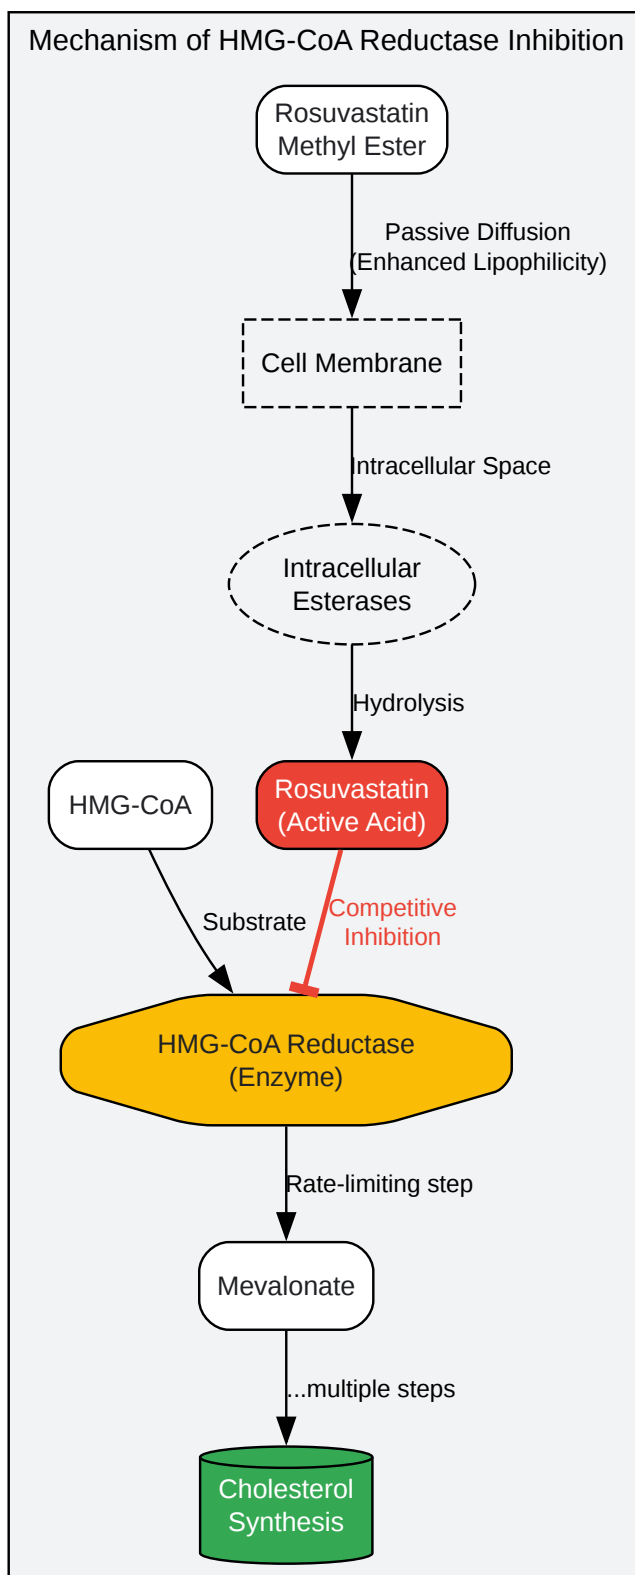 Mechanism of HMG-CoA Reductase Inhibition
Rosuvastatin
Methyl Ester
Passive Diffusion
(Enhanced Lipophilicity)
Cell Membrane
Intracellular Space
Intracellular
Esterases
Hydrolysis
HMG-CoA
Rosuvastatin
(Active Acid)
Substrate
Competitive
Inhibition
HMG-CoA Reductase
(Enzyme)
Rate-limiting step
Mevalonate
...multiple steps
Cholesterol
Synthesis